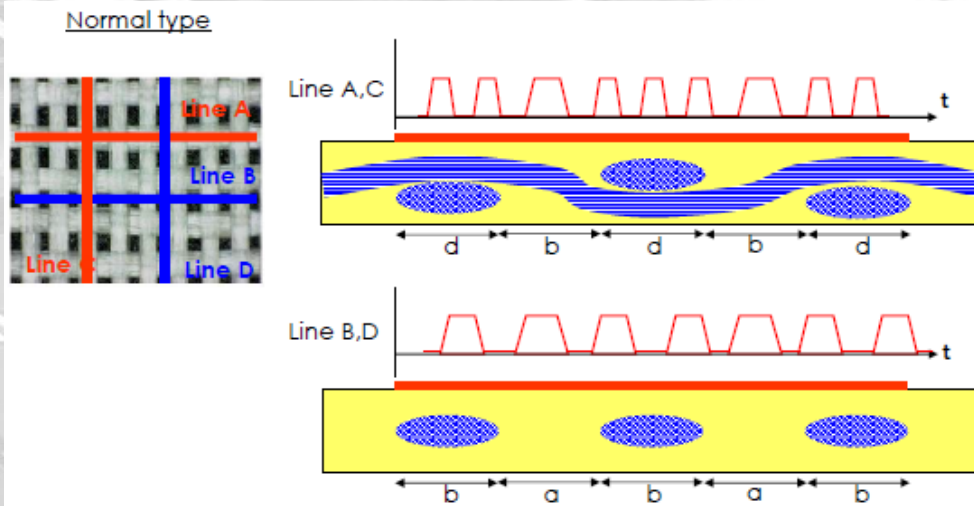 Normal type
Line A
Line B
Line C
Line D
Line A,C
t
d b d b d
Line B,D
t
b a b a b